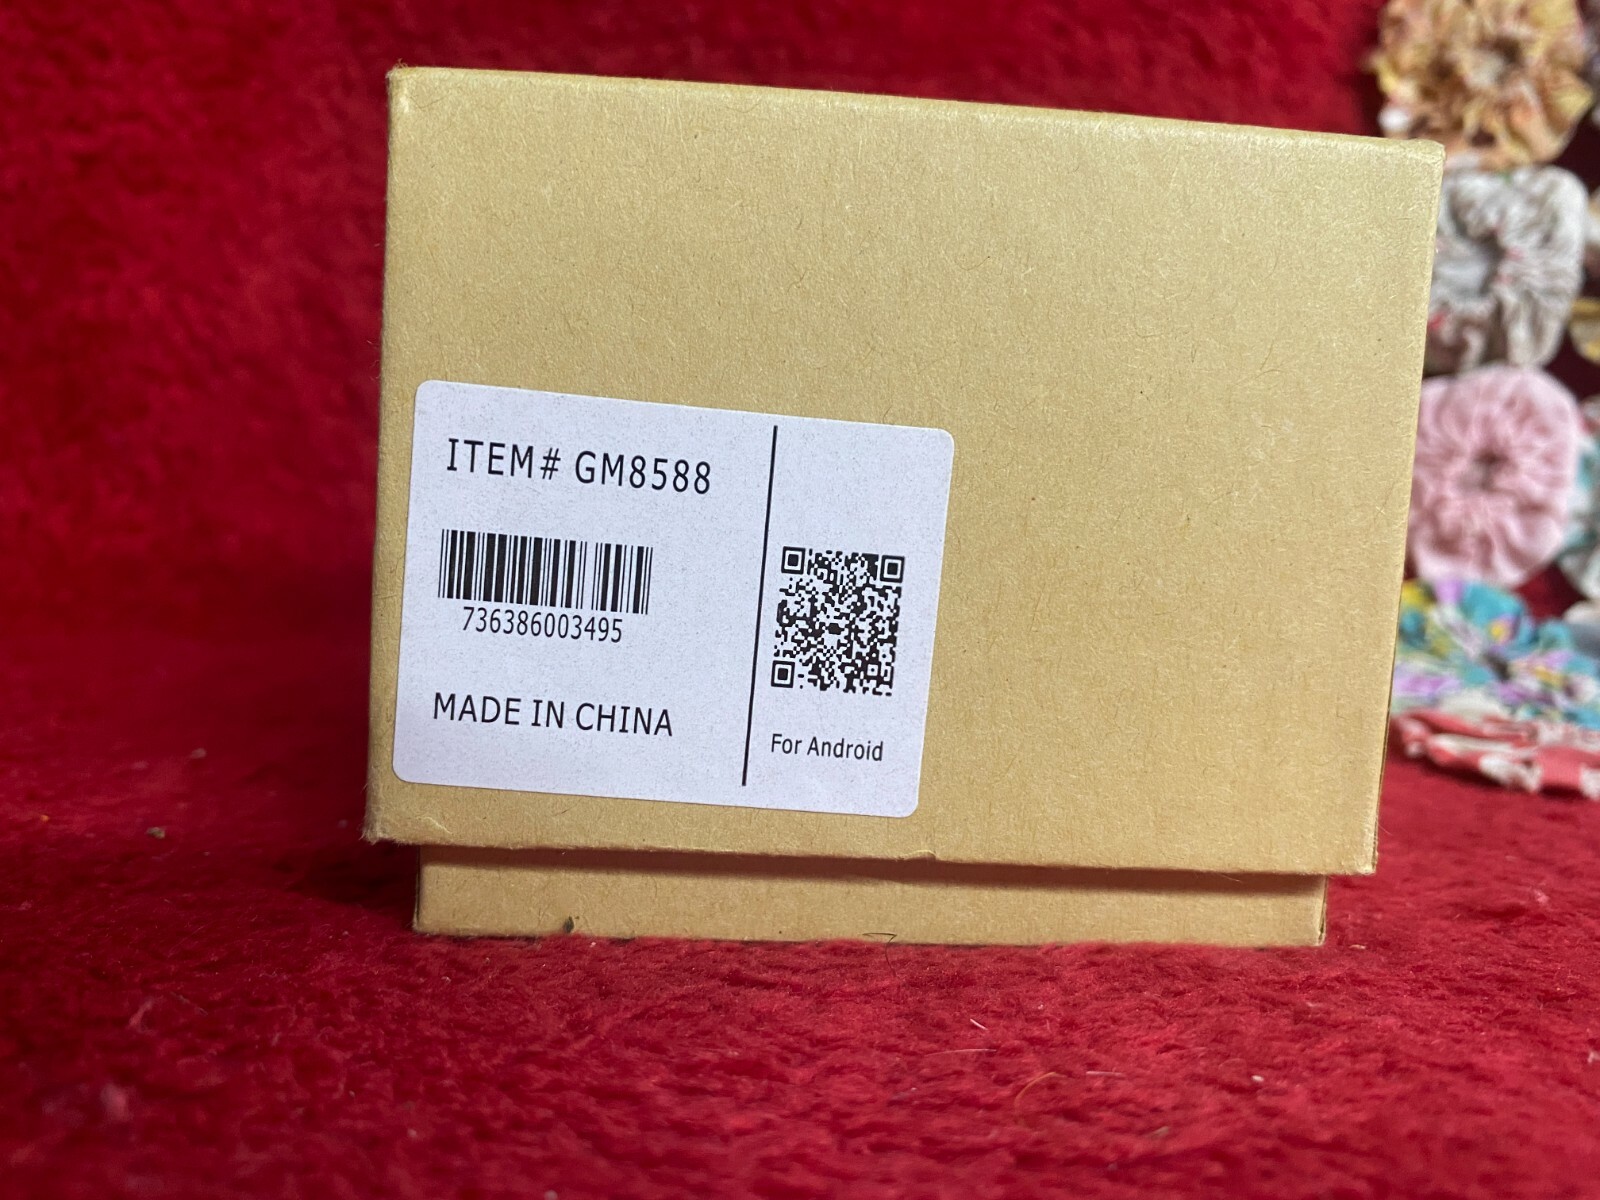 ITEM# GM8588
736386003495
MADE IN CHINA
For Android